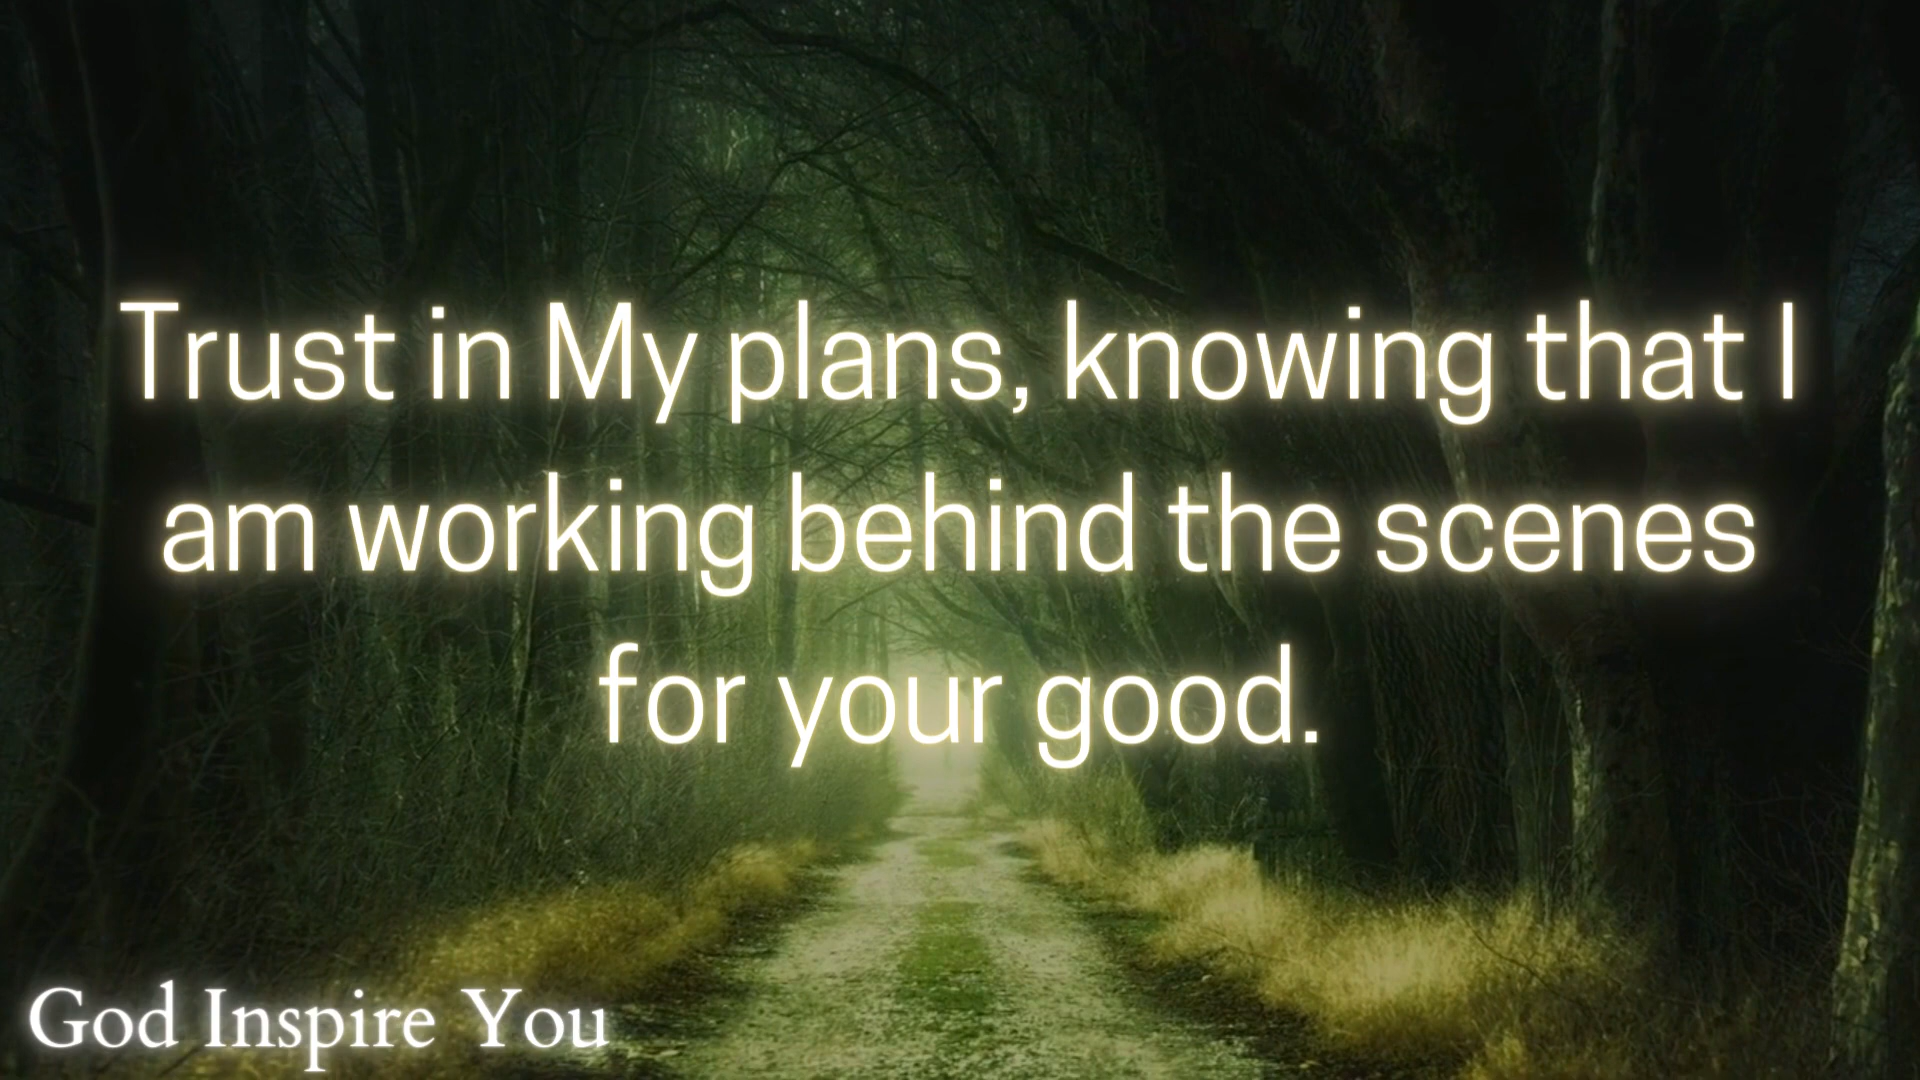 Trust in My plans, knowing that I
am working behind the scenes
for your good.
God Inspire You